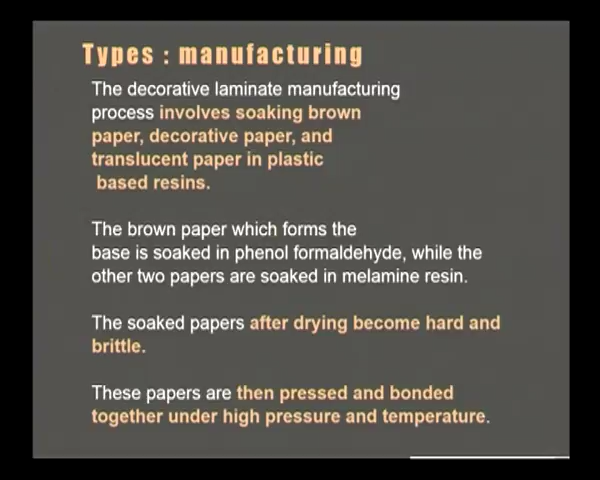 Types : manufacturing
The decorative laminate manufacturing
process involves soaking brown
paper, decorative paper, and
translucent paper in plastic
based resins.
The brown paper which forms the
base is soaked in phenol formaldehyde, while the
other two papers are soaked in melamine resin.
The soaked papers after drying become hard and
brittle.
These papers are then pressed and bonded
together under high pressure and temperature.